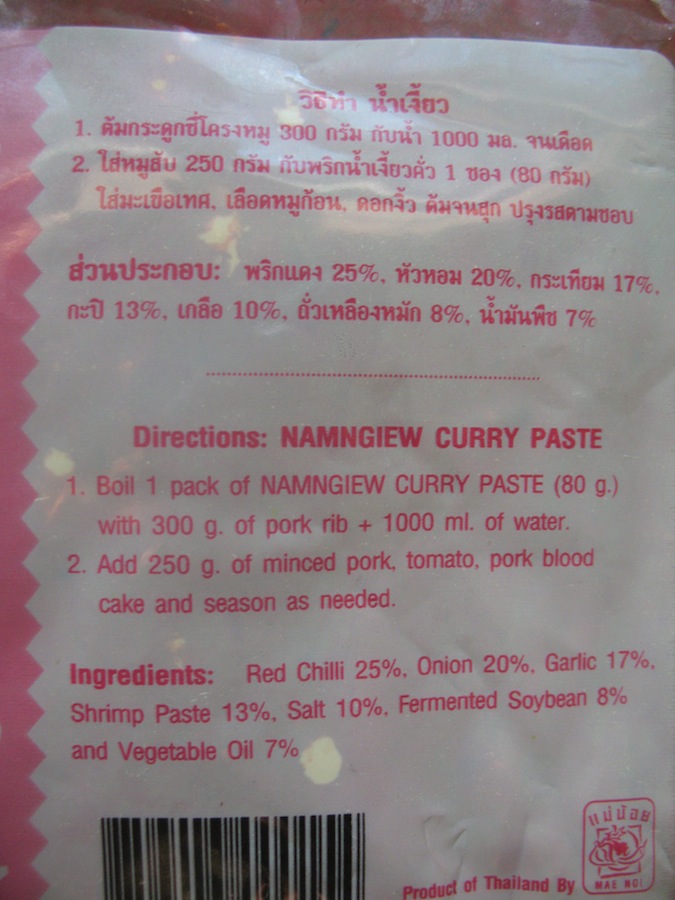 วิธีทำ น้ำเงี้ยว
1. ต้มกระดูกซี่โครงหมู 300 กรัม กับน้ำ 1000 มล. จนเดือด
2. ใส่หมูสับ 250 กรัม กับพริกน้ำเงี้ยวคั่ว 1 ซอง (80 กรัม)
ใส่มะเขือเทศ, เลือดหมูก้อน, ดอกงิ้ว ต้มจนสุก ปรุงรสตามชอบ
ส่วนประกอบ: พริกแดง 25%, หัวหอม 20%, กระเทียม 17%,
กะปิ 13%, เกลือ 10%, ถั่วเหลืองหมัก 8%, น้ำมันพืช 7%
Directions: NAMNGIEW CURRY PASTE
1. Boil 1 pack of NAMNGIEW CURRY PASTE (80 g.)
with 300 g. of pork rib + 1000 ml. of water.
2. Add 250 g. of minced pork, tomato, pork blood
cake and season as needed.
Ingredients: Red Chilli 25%, Onion 20%, Garlic 17%,
Shrimp Paste 13%, Salt 10%, Fermented Soybean 8%
and Vegetable Oil 7%
แม่น้อย
MAE NOI
Product of Thailand By